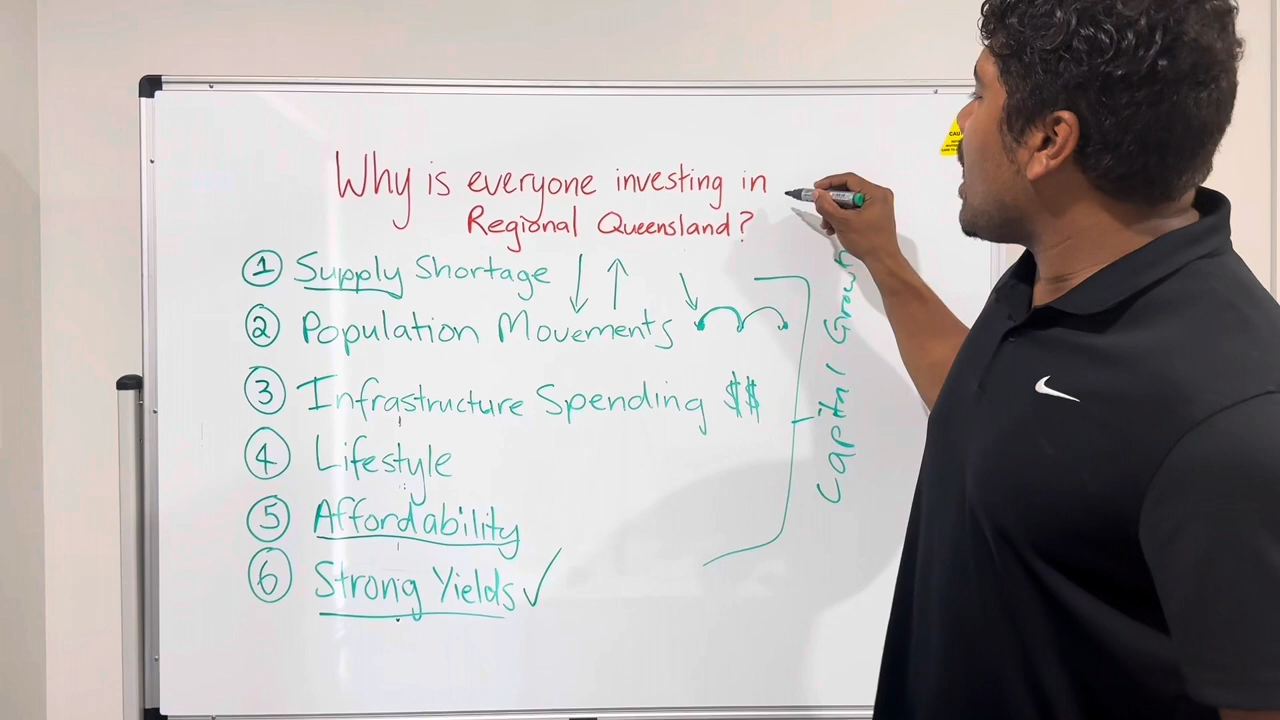 Why is everyone investing in
Regional Queensland?
① Supply Shortage
② Population Movements
③ Infrastructure Spending $$
④ Lifestyle
⑤ Affordability
⑥ Strong Yields ✓
Capital Growth
CAU